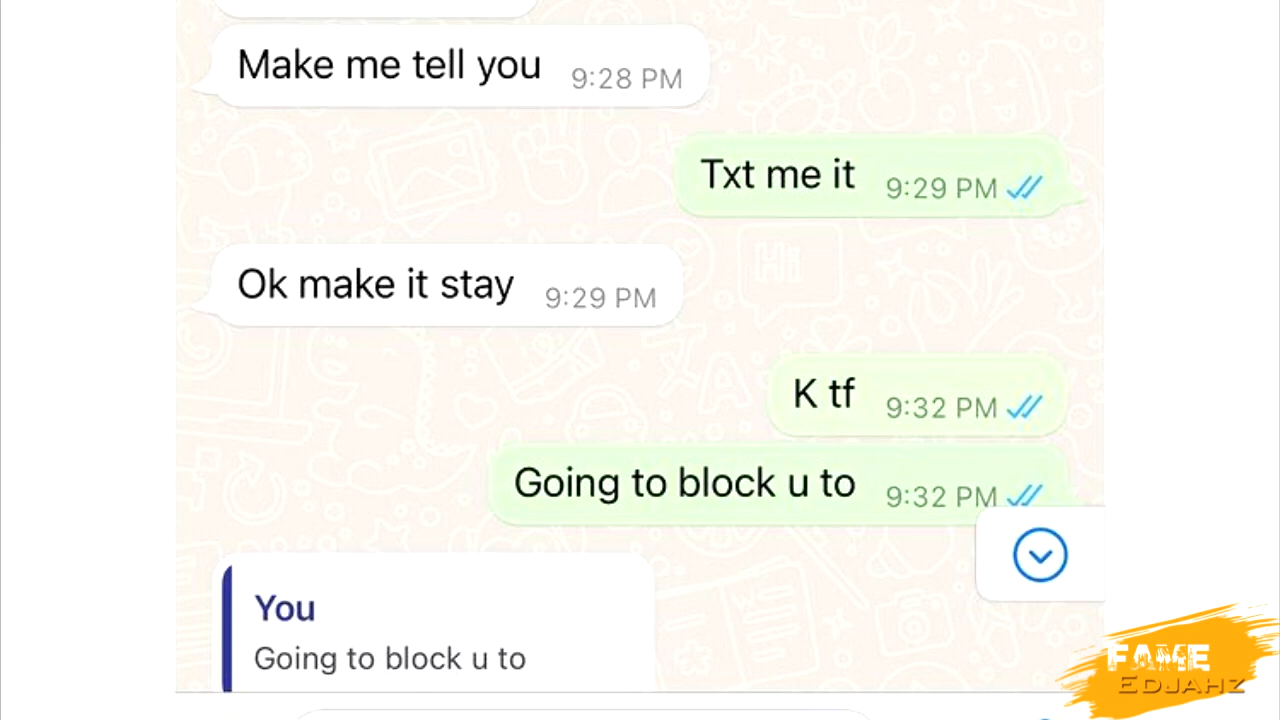 Make me tell you 9:28 PM
Txt me it 9:29 PM
Ok make it stay 9:29 PM
K tf 9:32 PM
Going to block u to 9:32 PM
You
Going to block u to
FAME
EDJAHZ